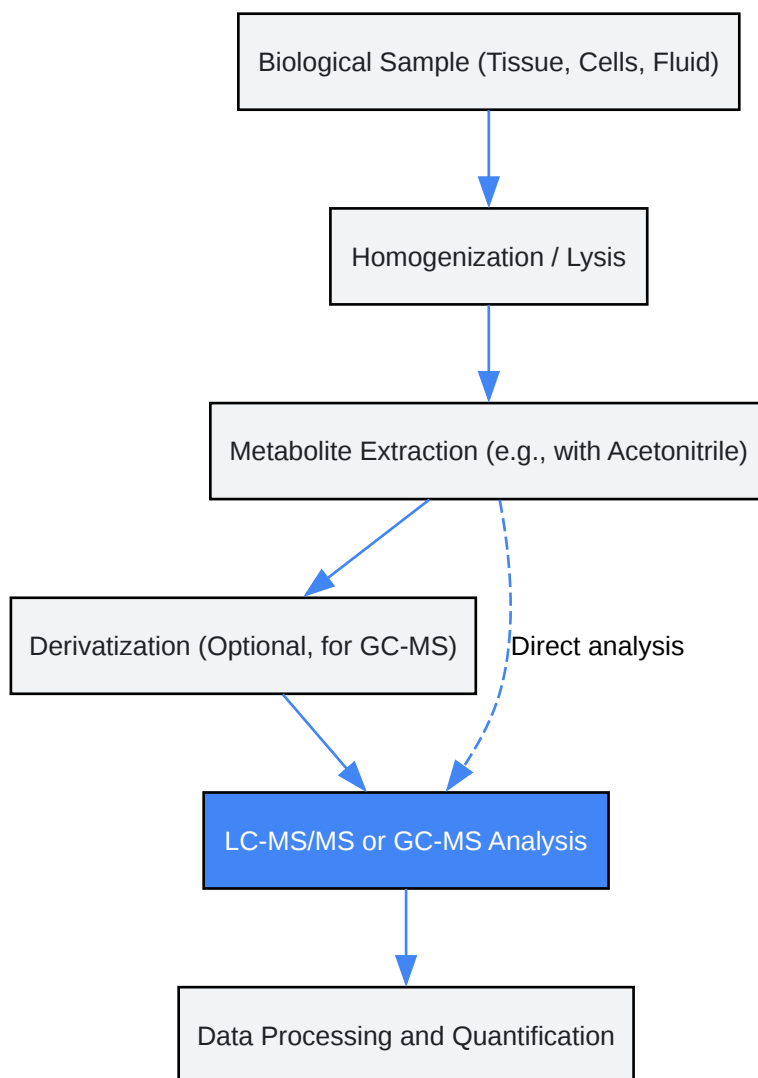 Biological Sample (Tissue, Cells, Fluid)
Homogenization / Lysis
Metabolite Extraction (e.g., with Acetonitrile)
Derivatization (Optional, for GC-MS)
Direct analysis
LC-MS/MS or GC-MS Analysis
Data Processing and Quantification